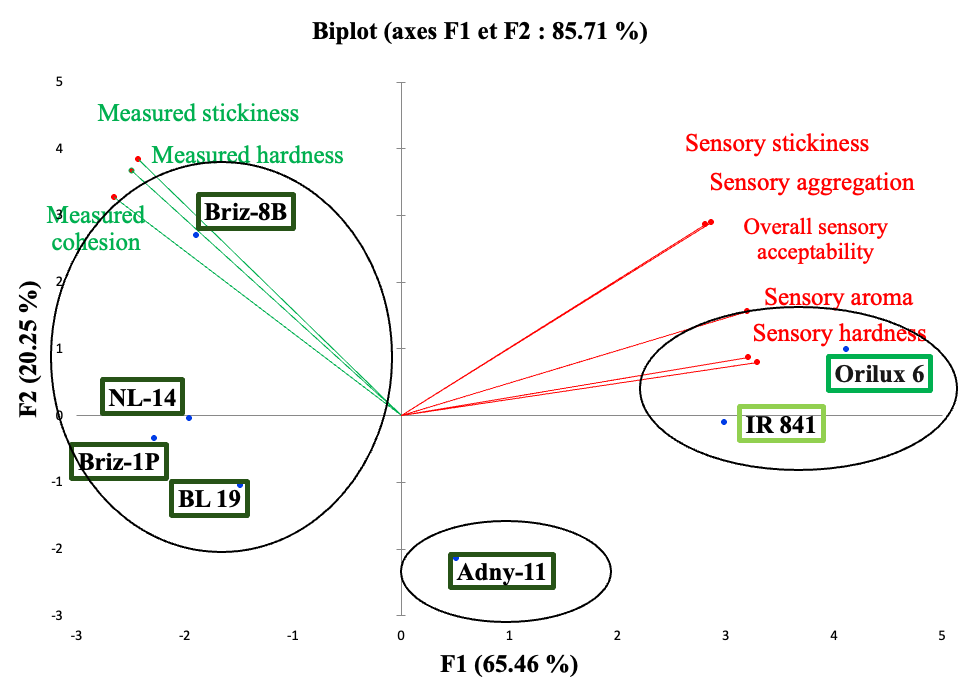 Biplot (axes F1 et F2 : 85.71 %)
5
Measured stickiness
4
Measured hardness
Sensory stickiness
Sensory aggregation
3
Measured
cohesion
Briz-8B
Overall sensory
acceptability
2
Sensory aroma
Sensory hardness
1
Orilux 6
NL-14
0
IR 841
Briz-1P
-1
BL 19
-2
Adny-11
-3
F2 (20.25 %)
-3 -2 -1 0 1 2 3 4 5
F1 (65.46 %)